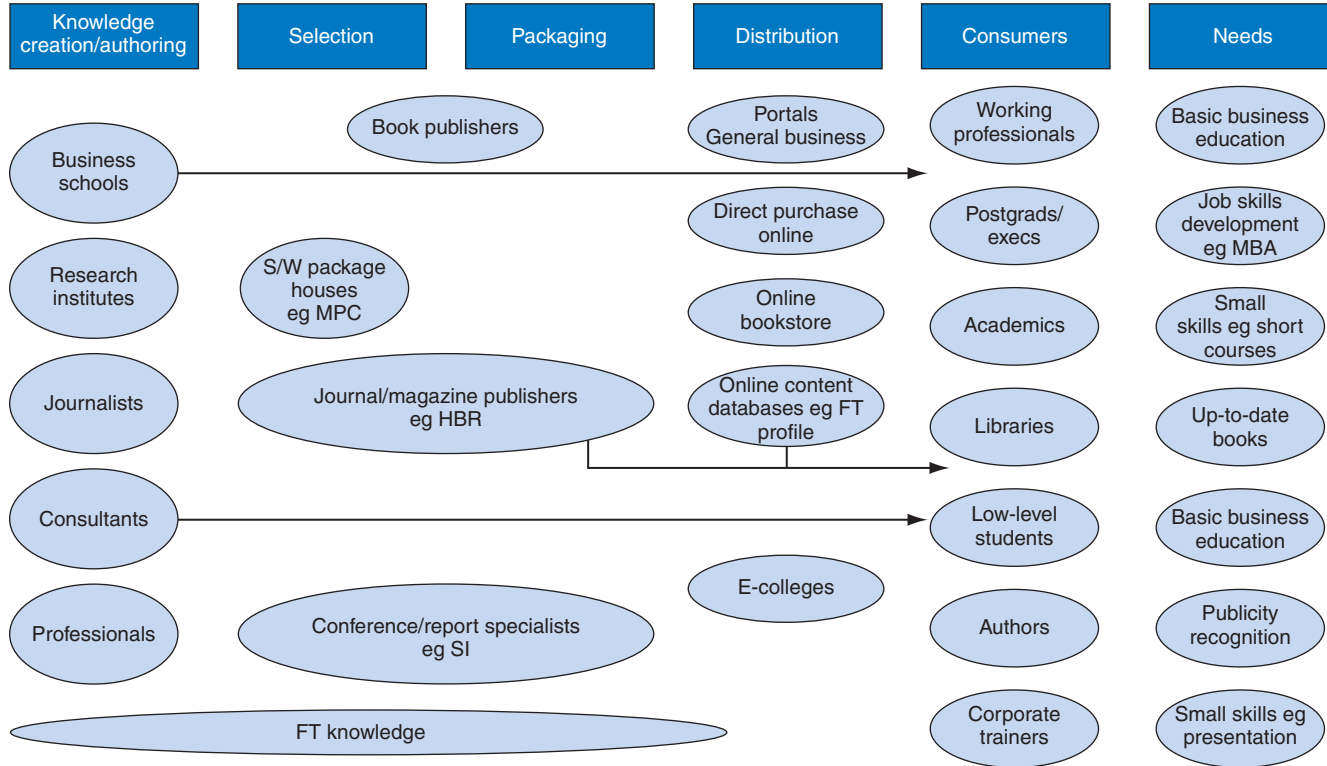 Knowledge
creation/authoring
Selection
Packaging
Distribution
Consumers
Needs
Business
schools
Research
institutes
Journalists
Consultants
Professionals
FT knowledge
Book publishers
S/W package
houses
eg MPC
Journal/magazine publishers
eg HBR
Conference/report specialists
eg SI
Portals
General business
Direct purchase
online
Online
bookstore
Online content
databases eg FT
profile
E-colleges
Working
professionals
Postgrads/
execs
Academics
Libraries
Low-level
students
Authors
Corporate
trainers
Basic business
education
Job skills
development
eg MBA
Small
skills eg short
courses
Up-to-date
books
Basic business
education
Publicity
recognition
Small skills eg
presentation